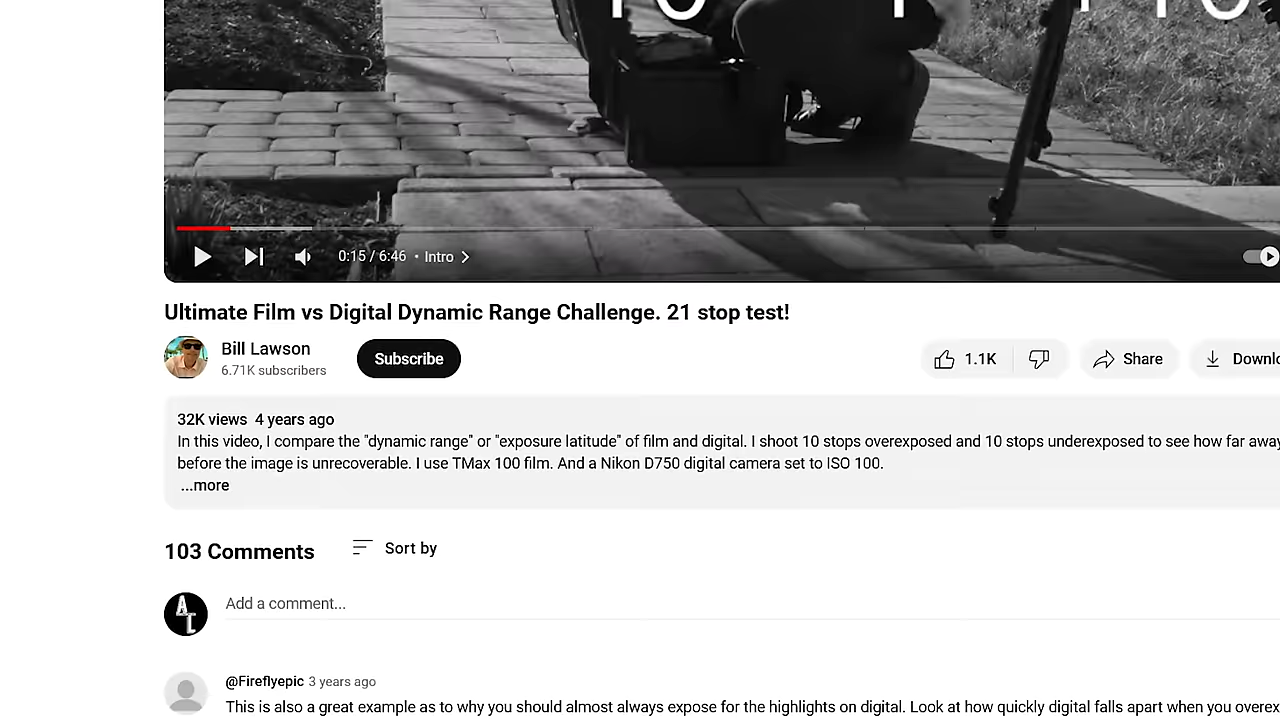 0:15 / 6:46 • Intro
Ultimate Film vs Digital Dynamic Range Challenge. 21 stop test!
Bill Lawson
6.71K subscribers
Subscribe
1.1K
Share
32K views 4 years ago
In this video, I compare the "dynamic range" or "exposure latitude" of film and digital. I shoot 10 stops overexposed and 10 stops underexposed to see how far away
before the image is unrecoverable. I use TMax 100 film. And a Nikon D750 digital camera set to ISO 100.
...more
103 Comments
Sort by
AL
Add a comment...
@Fireflyepic 3 years ago
This is also a great example as to why you should almost always expose for the highlights on digital. Look at how quickly digital falls apart when you